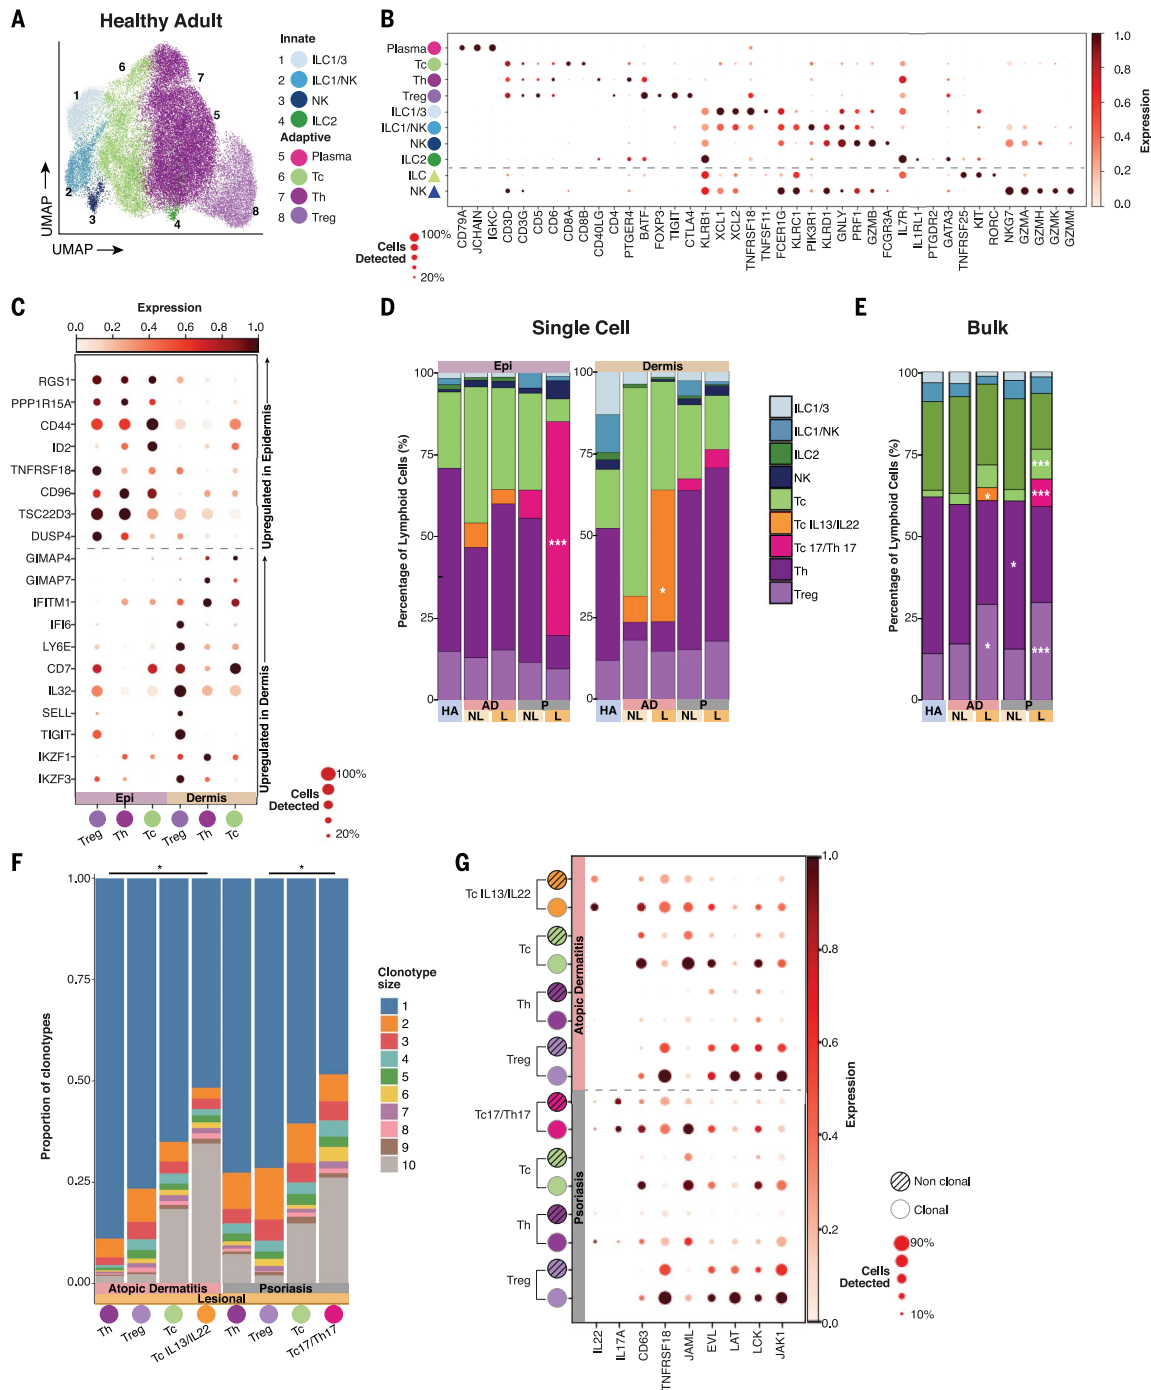 A
Healthy Adult
Innate
1 ILC1/3
2 ILC1/NK
3 NK
4 ILC2
Adaptive
5 Plasma
6 Tc
7 Th
8 Treg
6
7
1
5
2
3
4
8
UMAP
UMAP
B
Plasma
Tc
Th
Treg
ILC1/3
ILC1/NK
NK
ILC2
ILC
NK
CD79A
JCHAIN
IGKC
CD3D
CD3G
CD5
CD6
CD8A
CD8B
CD40LG
CD4
PTGER4
BATF
FOXP3
TIGIT
CTLA4
KLRB1
XCL1
XCL2
TNFRSF18
TNFSF11
FCER1G
KLRC1
PIK3R1
KLRD1
GNLY
PRF1
GZMB
FCGR3A
IL7R
IL1RL1
PTGDR2
GATA3
TNFRSF25
KIT
RORC
NKG7
GZMA
GZMH
GZMK
GZMM
100%
Cells
Detected
20%
1.0
0.8
0.6
0.4
0.2
0.0
Expression
C
Expression
0.0 0.2 0.4 0.6 0.8 1.0
RGS1
PPP1R15A
CD44
ID2
TNFRSF18
CD96
TSC22D3
DUSP4
GIMAP4
GIMAP7
IFITM1
IFI6
LY6E
CD7
IL32
SELL
TIGIT
IKZF1
IKZF3
Upregulated in Epidermis
Upregulated in Dermis
Epi Dermis
Treg Th Tc Treg Th Tc
100%
Cells
Detected
20%
D
Single Cell
Epi
Dermis
Percentage of Lymphoid Cells (%)
100
75
50
25
0
***
HA
AD
P
NL L NL L
100
75
50
25
0
*
HA
AD
P
NL L NL L
ILC1/3
ILC1/NK
ILC2
NK
Tc
Tc IL13/IL22
Tc 17/Th 17
Th
Treg
E
Bulk
Percentage of Lymphoid Cells (%)
100
75
50
25
0
*
*
*
***
***
***
HA
AD
P
NL L NL L
F
* *
Proportion of clonotypes
1.00
0.75
0.50
0.25
0.00
Atopic Dermatitis Psoriasis
Lesional
Th Treg Tc Tc IL13/IL22 Th Treg Tc Tc17/Th17
Clonotype
size
1
2
3
4
5
6
7
8
9
10
G
Tc IL13/IL22
Tc
Th
Treg
Tc17/Th17
Tc
Th
Treg
Atopic Dermatitis
Psoriasis
IL22
IL17A
CD63
TNFRSF18
JAML
EVL
LAT
LCK
JAK1
1.0
0.8
0.6
0.4
0.2
0.0
Expression
Non clonal
Clonal
90%
Cells
Detected
10%